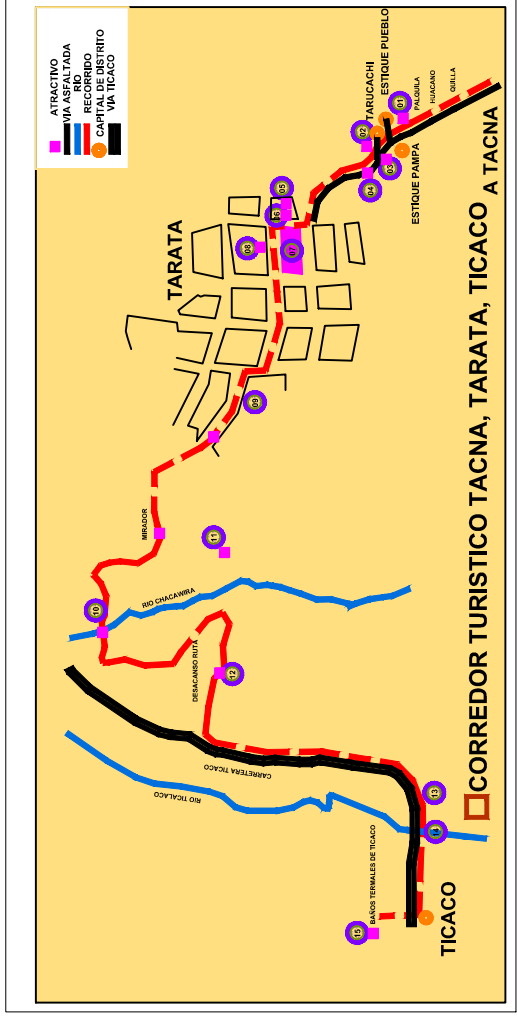 ATRACTIVO
VIA ASFALTADA
RÍO
RECORRIDO
CAPITAL DE DISTRITO
VIA TICACO
ESTIQUE PUEBLO
TARUCACHI
PALQUILA
HUACANO
QUILLA
01
02
03
04
ESTIQUE PAMPA
A TACNA
05
06
07
08
TARATA
09
MIRADOR
11
10
RIO CHACAWIRA
DESACANSO RUTA
12
CARRETERA TICACO
RIO TICALACO
13
14
BAÑOS TERMALES DE TICACO
15
TICACO
CORREDOR TURISTICO TACNA, TARATA, TICACO